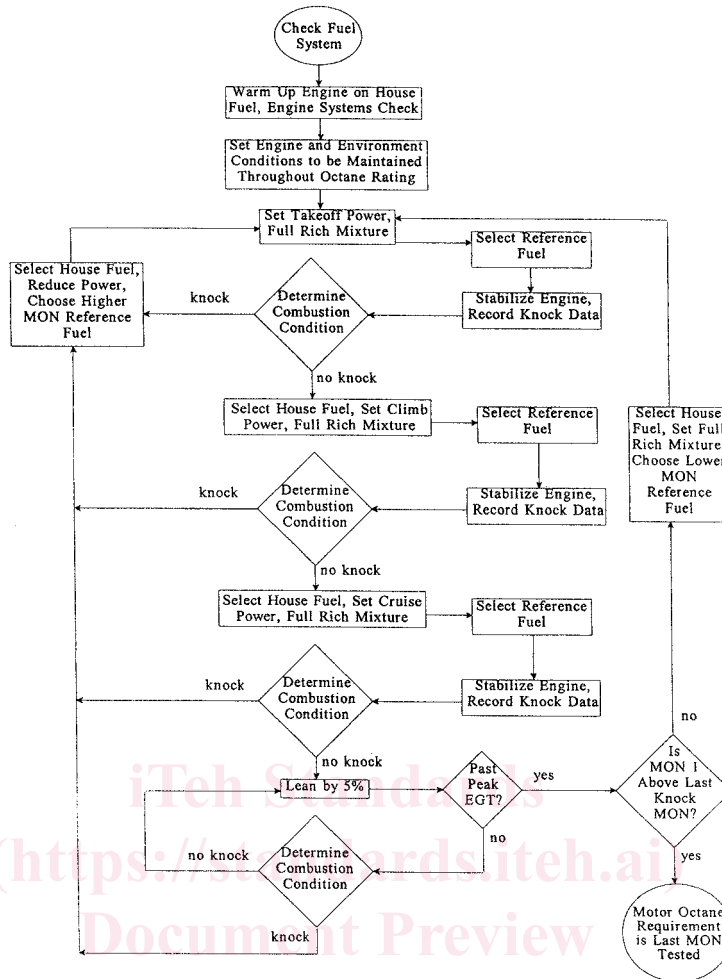 Check Fuel
System
Warm Up Engine on House
Fuel, Engine Systems Check
Set Engine and Environment
Conditions to be Maintained
Throughout Octane Rating
Set Takeoff Power,
Full Rich Mixture
Select Reference
Fuel
Select House Fuel,
Reduce Power,
Choose Higher
MON Reference
Fuel
knock
Determine
Combustion
Condition
Stabilize Engine,
Record Knock Data
no knock
Select House Fuel, Set Climb
Power, Full Rich Mixture
Select Reference
Fuel
Select House
Fuel, Set Full
Rich Mixture
Choose Lower
MON
Reference
Fuel
knock
Determine
Combustion
Condition
Stabilize Engine,
Record Knock Data
no knock
Select House Fuel, Set Cruise
Power, Full Rich Mixture
Select Reference
Fuel
knock
Determine
Combustion
Condition
Stabilize Engine,
Record Knock Data
no
no knock
Lean by 5%
Past
Peak
EGT?
yes
Is
MON 1
Above Last
Knock
MON?
no
no knock
Determine
Combustion
Condition
yes
knock
Motor Octane
Requirement
is Last MON
Tested
iTeh Standards
(https://standards.iteh.ai
Document Preview